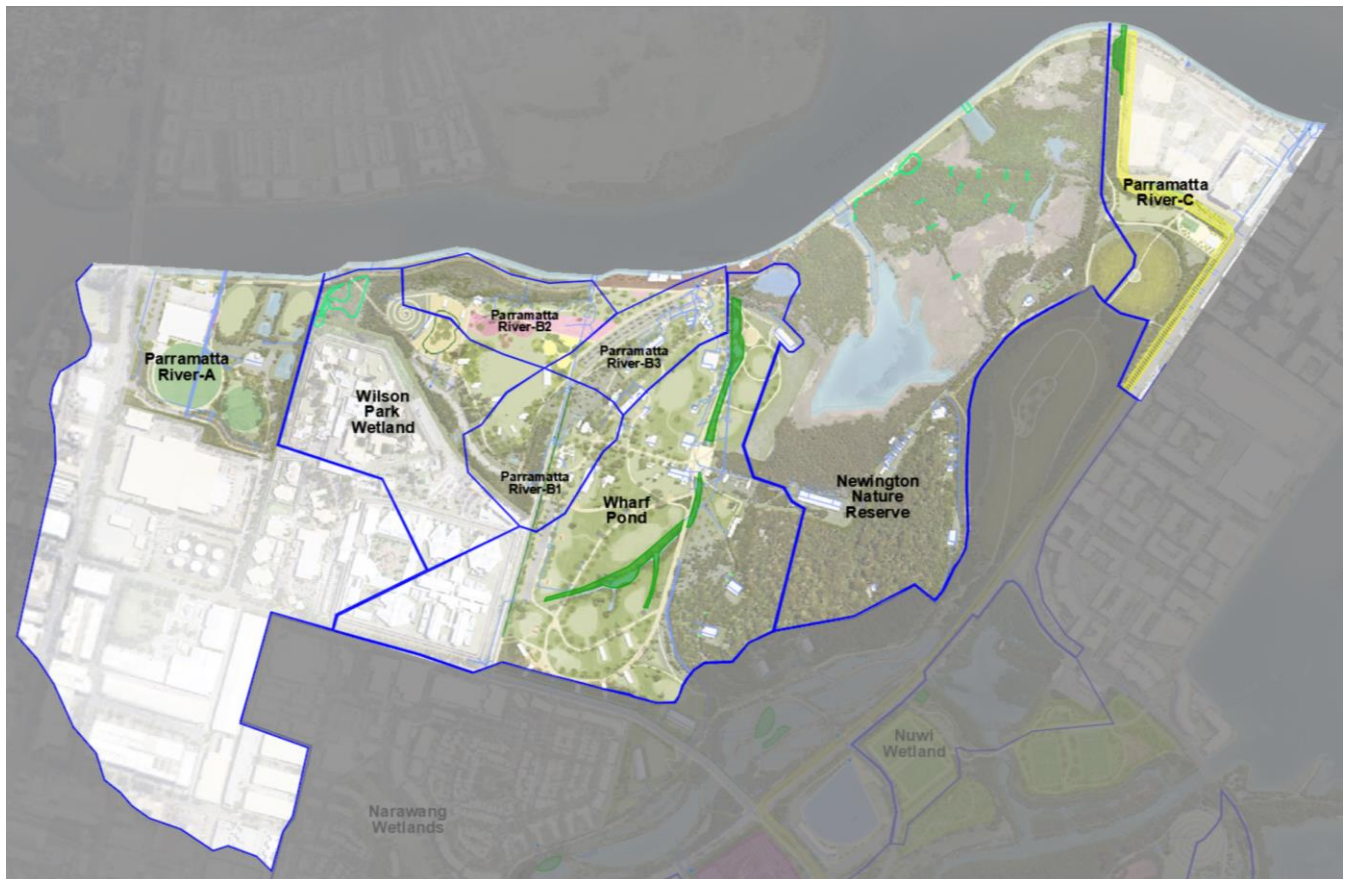 Parramatta
River-C
Parramatta
River-B2
Parramatta
River-A
Parramatta
River-B3
Wilson
Park
Wetland
Parramatta
River-B1
Wharf
Pond
Newington
Nature
Reserve
Nuwi
Wetland
Narawang
Wetlands